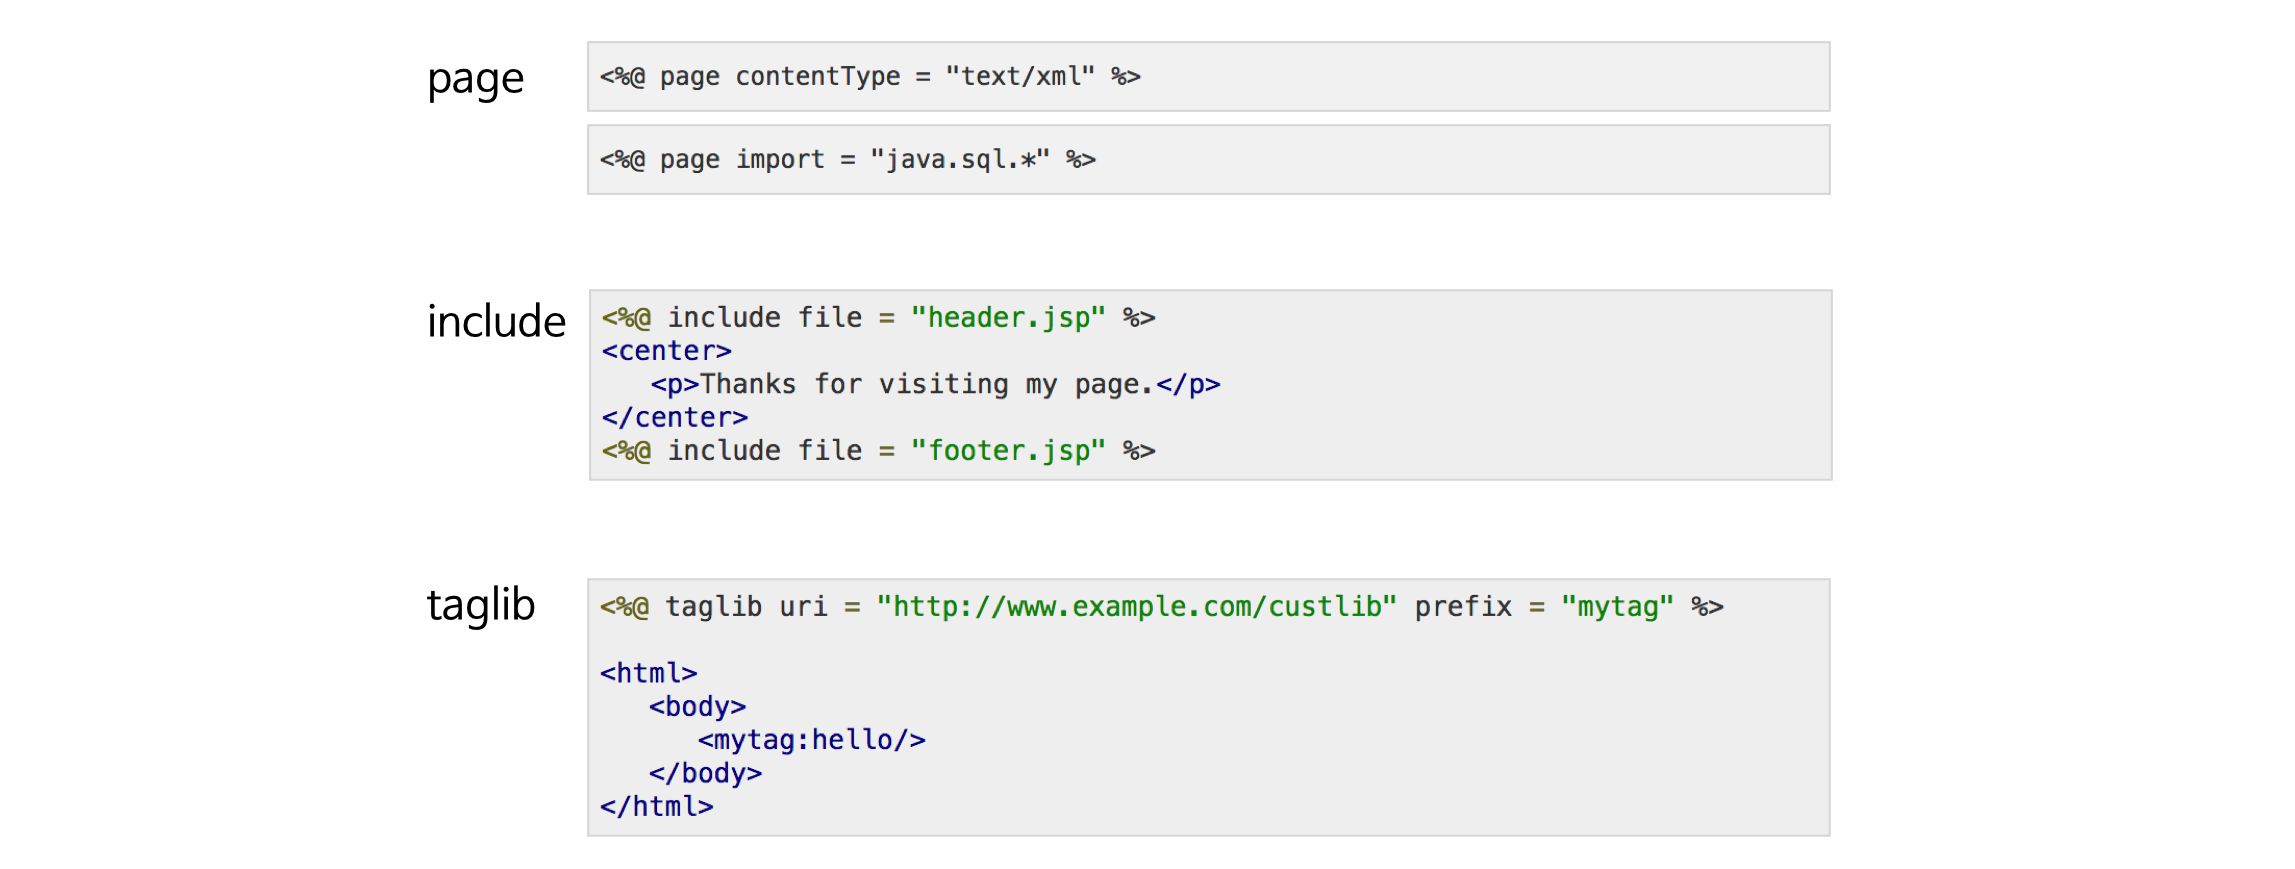 page
<%@ page contentType = "text/xml" %>
<%@ page import = "java.sql.*" %>
include
<%@ include file = "header.jsp" %>
<center>
   <p>Thanks for visiting my page.</p>
</center>
<%@ include file = "footer.jsp" %>
taglib
<%@ taglib uri = "http://www.example.com/custlib" prefix = "mytag" %>
<html>
   <body>
      <mytag:hello/>
   </body>
</html>